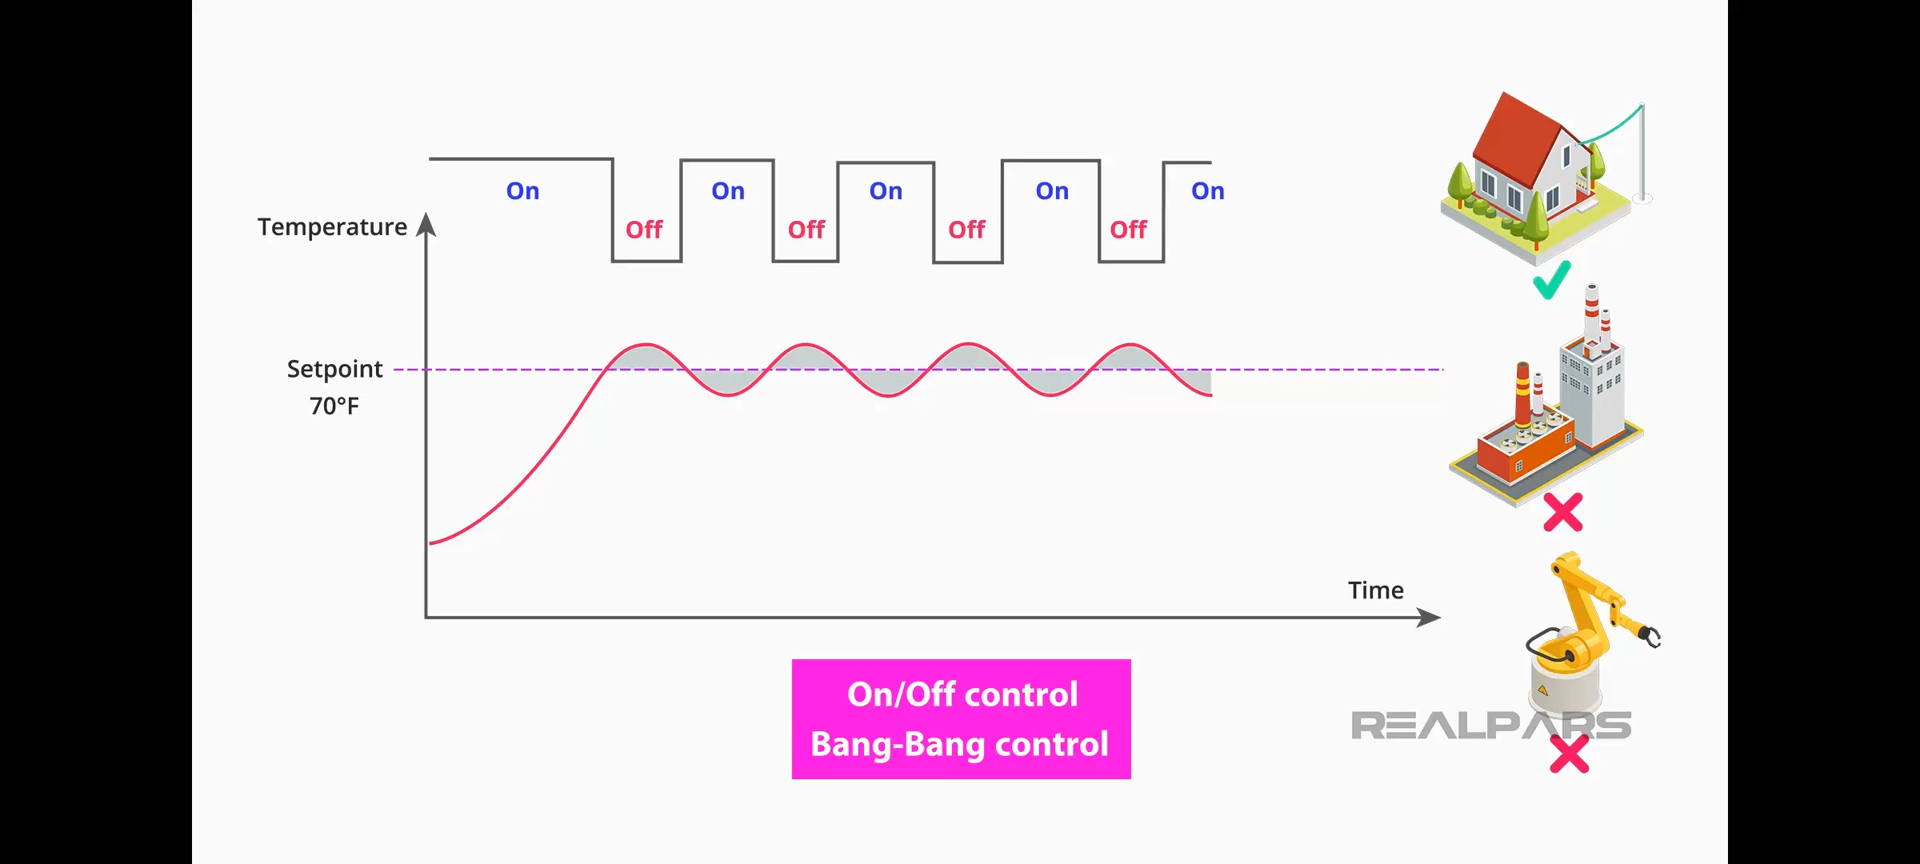 On
On
On
On
On
Off
Off
Off
Off
Temperature
Setpoint
70°F
Time
On/Off control
Bang-Bang control
REALPARS